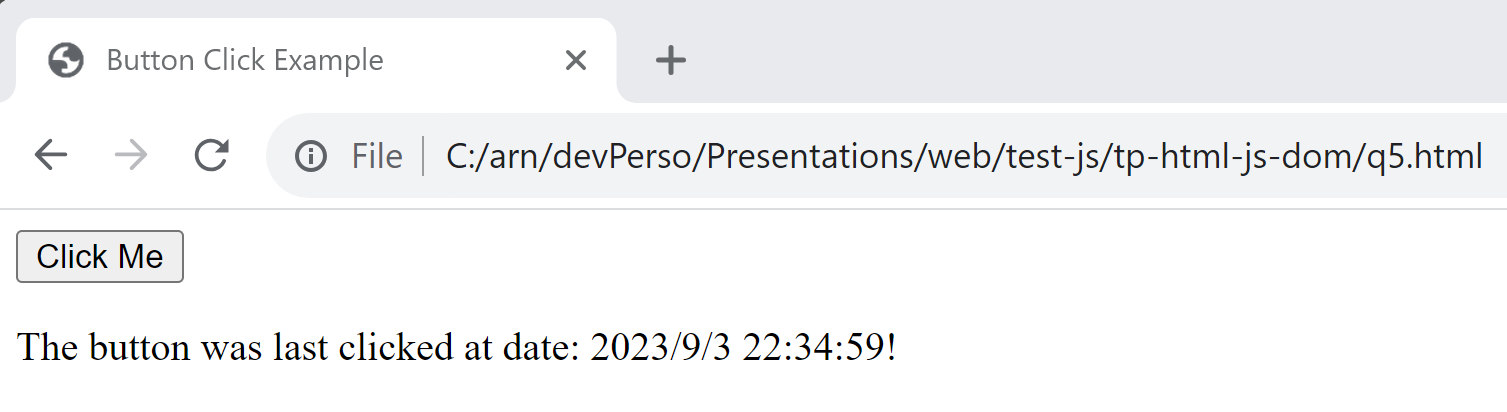 Button Click Example
File C:/arn/devPerso/Presentations/web/test-js/tp-html-js-dom/q5.html
Click Me
The button was last clicked at date: 2023/9/3 22:34:59!